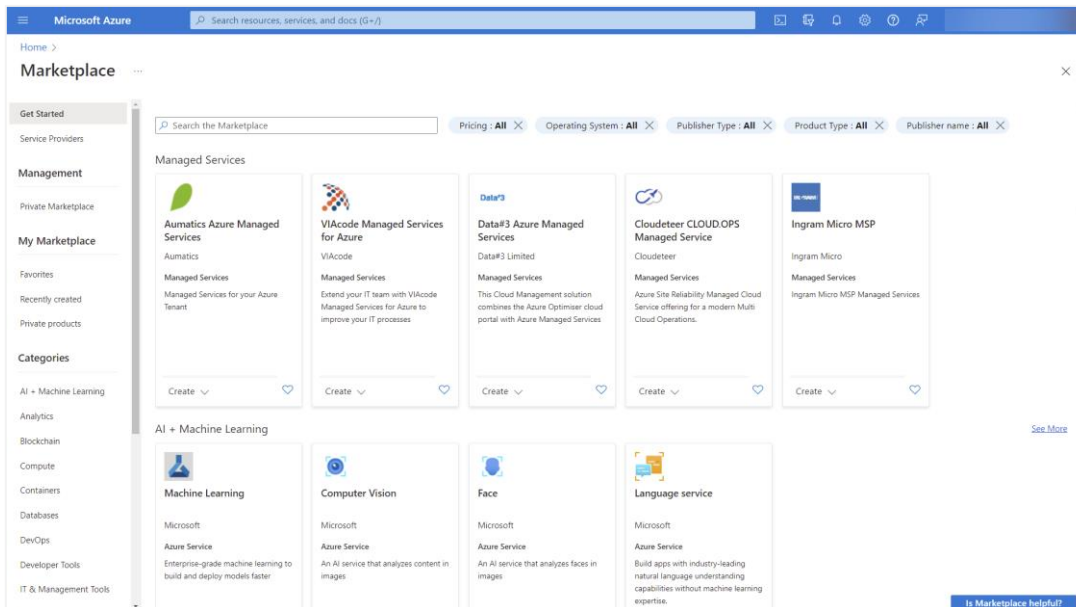 Microsoft Azure
Search resources, services, and docs (G+/)
Home >
Marketplace ...
Get Started
Service Providers
Management
Private Marketplace
My Marketplace
Favorites
Recently created
Private products
Categories
AI + Machine Learning
Analytics
Blockchain
Compute
Containers
Databases
DevOps
Developer Tools
IT & Management Tools
Search the Marketplace
Pricing : All
Operating System : All
Publisher Type : All
Product Type : All
Publisher name : All
Managed Services
Aumatics Azure Managed
Services
Aumatics
Managed Services
Managed Services for your Azure
Tenant
Create
VIAcode Managed Services
for Azure
VIAcode
Managed Services
Extend your IT team with VIAcode
Managed Services for Azure to
improve your IT processes
Create
Data#3
Data#3 Azure Managed
Services
Data#3 Limited
Managed Services
This Cloud Management solution
combines the Azure Optimiser cloud
portal with Azure Managed Services
Create
Cloudeteer CLOUD.OPS
Managed Service
Cloudeteer
Managed Services
Azure Site Reliability Managed Cloud
Service offering for a modern Multi
Cloud Operations.
Create
Ingram Micro MSP
Ingram Micro
Managed Services
Ingram Micro MSP Managed Services
Create
AI + Machine Learning
See More
Machine Learning
Microsoft
Azure Service
Enterprise-grade machine learning to
build and deploy models faster
Computer Vision
Microsoft
Azure Service
An AI service that analyzes content in
images
Face
Microsoft
Azure Service
An AI service that analyzes faces in
images
Language service
Microsoft
Azure Service
Build apps with industry-leading
natural language understanding
capabilities without machine learning
expertise.
Is Marketplace helpful?